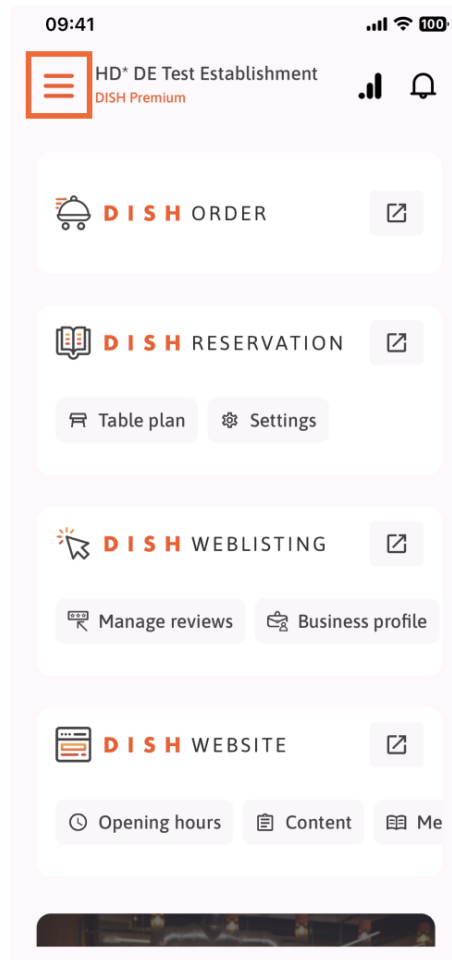 09:41
100
HD* DE Test Establishment
DISH Premium
DISH ORDER
DISH RESERVATION
Table plan Settings
DISH WEBLISTING
Manage reviews Business profile
DISH WEBSITE
Opening hours Content Me